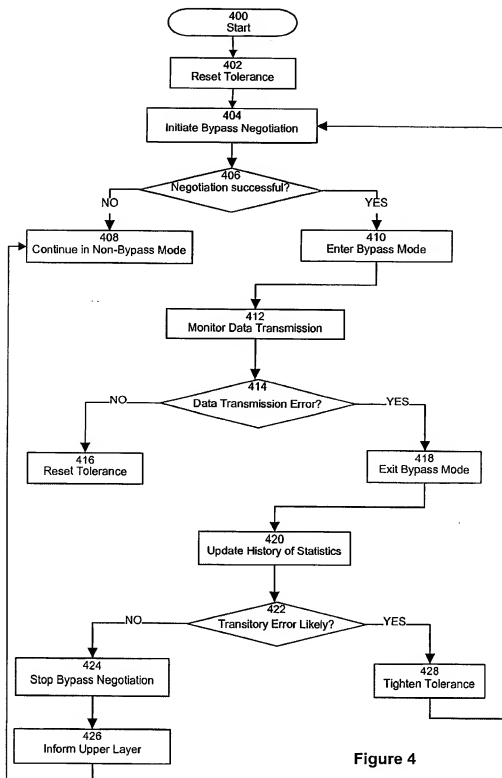 400
Start
402
Reset Tolerance
404
Initiate Bypass Negotiation
406
Negotiation successful?
NO
YES
408
Continue in Non-Bypass Mode
410
Enter Bypass Mode
412
Monitor Data Transmission
414
Data Transmission Error?
NO
YES
416
Reset Tolerance
418
Exit Bypass Mode
420
Update History of Statistics
422
Transitory Error Likely?
NO
YES
424
Stop Bypass Negotiation
428
Tighten Tolerance
426
Inform Upper Layer
Figure 4